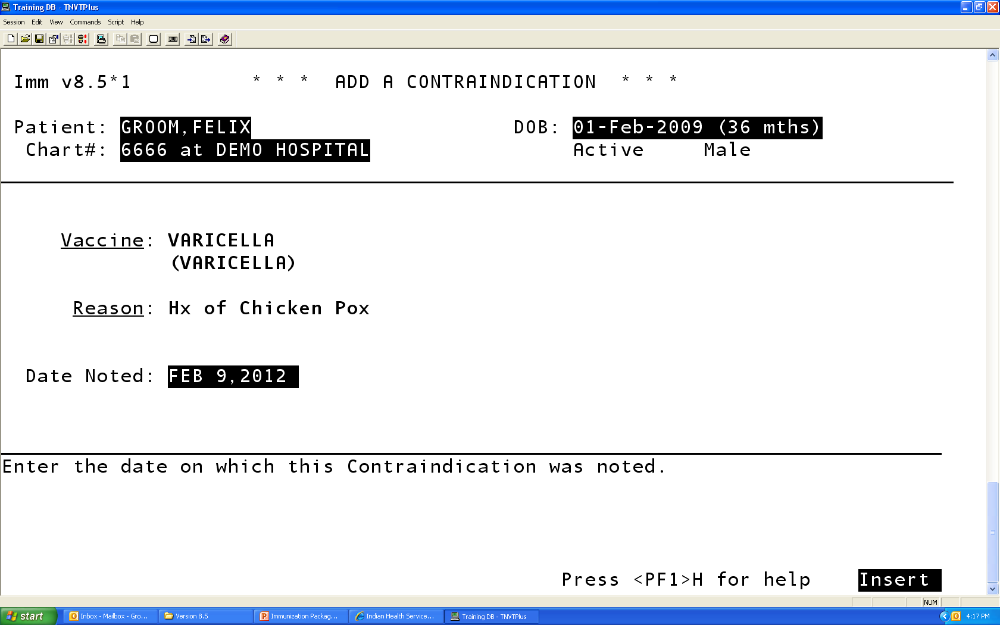 Training DB - TNVTPlus
Session Edit View Commands Script Help
Imm v8.5*1 * * * ADD A CONTRAINDICATION * * *
Patient: GROOM,FELIX DOB: 01-Feb-2009 (36 mths)
Chart#: 6666 at DEMO HOSPITAL Active Male
Vaccine: VARICELLA
(VARICELLA)
Reason: Hx of Chicken Pox
Date Noted: FEB 9,2012
Enter the date on which this Contraindication was noted.
Press <PF1>H for help Insert
NUM
start Inbox - Mailbox - Gro... Version 8.5 Immunization Packag... Indian Health Service... Training DB - TNVTPlus 4:17 PM